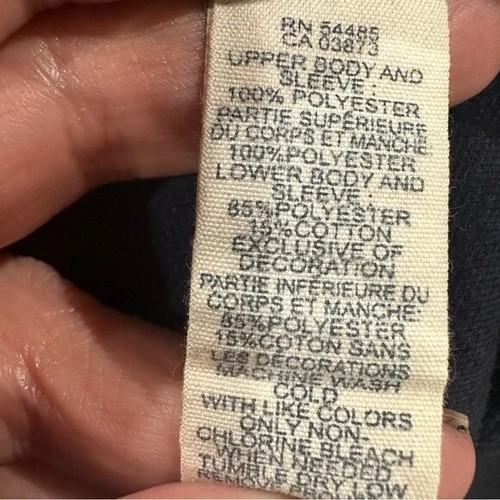 RN 54485
CA 03873
UPPER BODY AND
SLEEVE :
100% POLYESTER
PARTIE SUPÉRIEURE
DU CORPS ET MANCHE:
100%POLYESTER
LOWER BODY AND
SLEEVE :
85%POLYESTER
15%COTTON
EXCLUSIVE OF
DECORATION
PARTIE INFÉRIEURE DU
CORPS ET MANCHE:
85%POLYESTER
15%COTON SANS
LES DÉCORATIONS
MACHINE WASH
COLD
WITH LIKE COLORS
ONLY NON-
CHLORINE BLEACH
WHEN NEEDED
TUMBLE DRY LOW
REMOVE